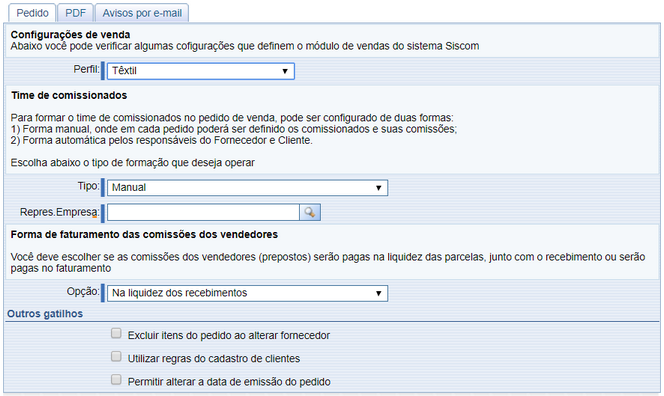 Pedido PDF Avisos por e-mail
Configurações de venda
Abaixo você pode verificar algumas cofigurações que definem o módulo de vendas do sistema Siscom
Perfil: Têxtil
Time de comissionados
Para formar o time de comissionados no pedido de venda, pode ser configurado de duas formas:
1) Forma manual, onde em cada pedido poderá ser definido os comissionados e suas comissões;
2) Forma automática pelos responsáveis do Fornecedor e Cliente.
Escolha abaixo o tipo de formação que deseja operar
Tipo: Manual
Repres.Empresa:
Forma de faturamento das comissões dos vendedores
Você deve escolher se as comissões dos vendedores (prepostos) serão pagas na liquidez das parcelas, junto com o recebimento ou serão
pagas no faturamento
Opção: Na liquidez dos recebimentos
Outros gatilhos
Excluir itens do pedido ao alterar fornecedor
Utilizar regras do cadastro de clientes
Permitir alterar a data de emissão do pedido